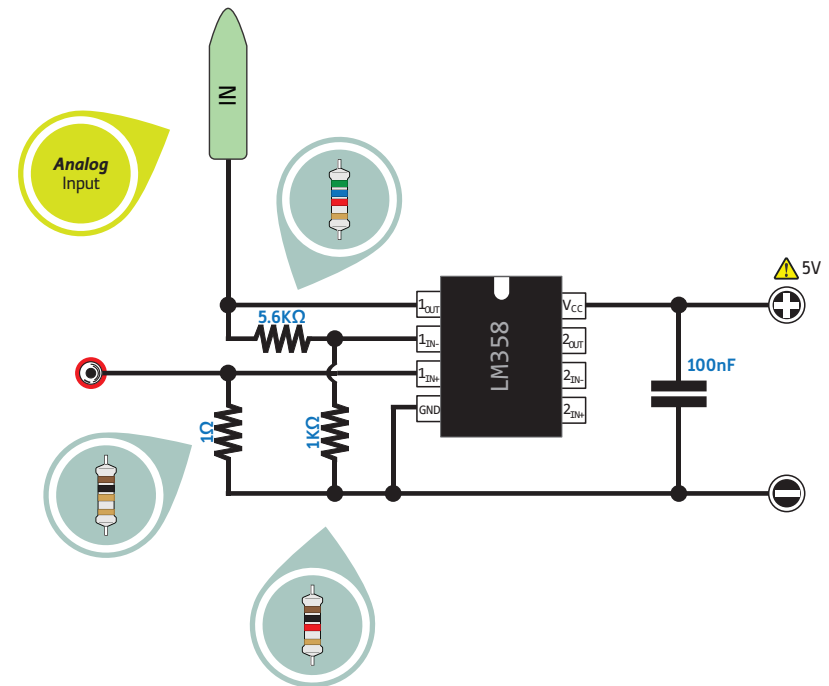 IN
Analog
Input
5V
1OUT
VCC
5.6KΩ
1IN-
2OUT
LM358
100nF
1IN+
2IN-
GND
2IN+
1Ω
1KΩ